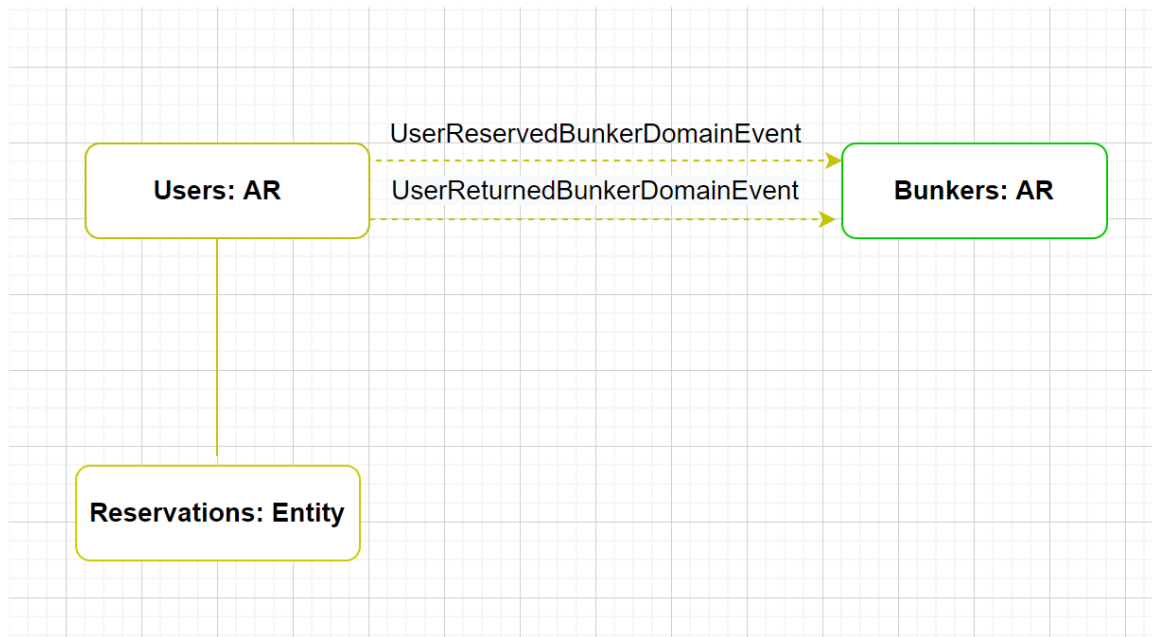 UserReservedBunkerDomainEvent
Users: AR
UserReturnedBunkerDomainEvent
Bunkers: AR
Reservations: Entity